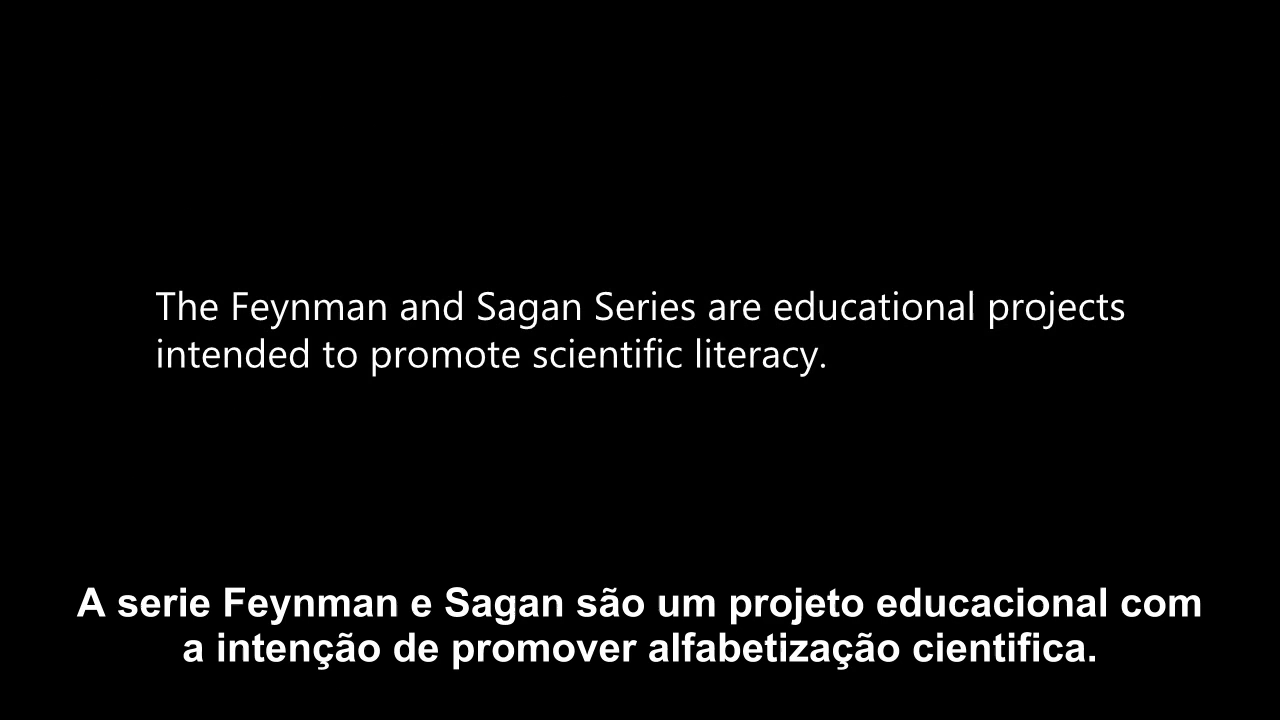 The Feynman and Sagan Series are educational projects
intended to promote scientific literacy.
A serie Feynman e Sagan são um projeto educacional com
a intenção de promover alfabetização cientifica.